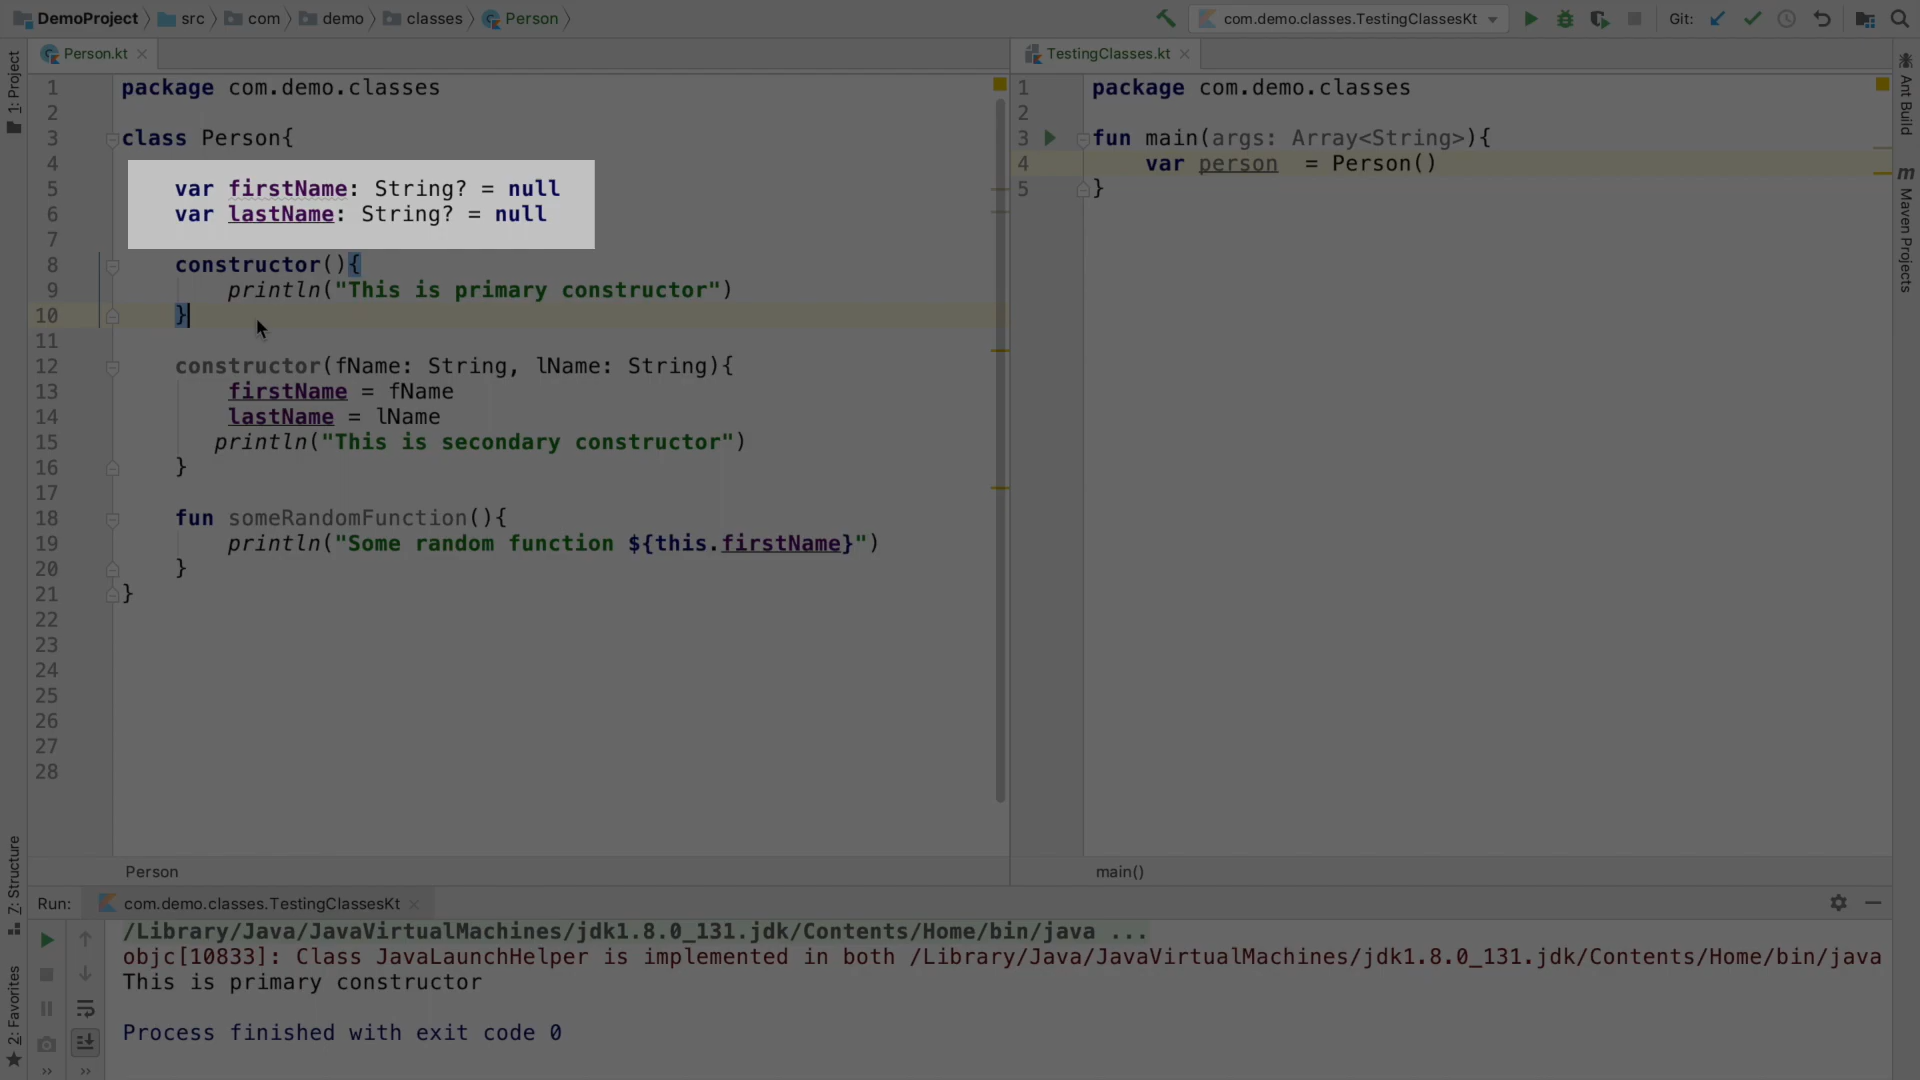 DemoProject src com demo classes Person
com.demo.classes.TestingClassesKt Git:
Person.kt
TestingClasses.kt
1: Project
7: Structure
2: Favorites
Ant Build
Maven Projects
1 package com.demo.classes
2
3 class Person{
4
5 var firstName: String? = null
6 var lastName: String? = null
7
8 constructor(){
9 println("This is primary constructor")
10 }
11
12 constructor(fName: String, lName: String){
13 firstName = fName
14 lastName = lName
15 println("This is secondary constructor")
16 }
17
18 fun someRandomFunction(){
19 println("Some random function ${this.firstName}")
20 }
21 }
22
23
24
25
26
27
28
Person
1 package com.demo.classes
2
3 fun main(args: Array<String>){
4 var person = Person()
5 }
main()
Run: com.demo.classes.TestingClassesKt
/Library/Java/JavaVirtualMachines/jdk1.8.0_131.jdk/Contents/Home/bin/java ...
objc[10833]: Class JavaLaunchHelper is implemented in both /Library/Java/JavaVirtualMachines/jdk1.8.0_131.jdk/Contents/Home/bin/java
This is primary constructor
Process finished with exit code 0